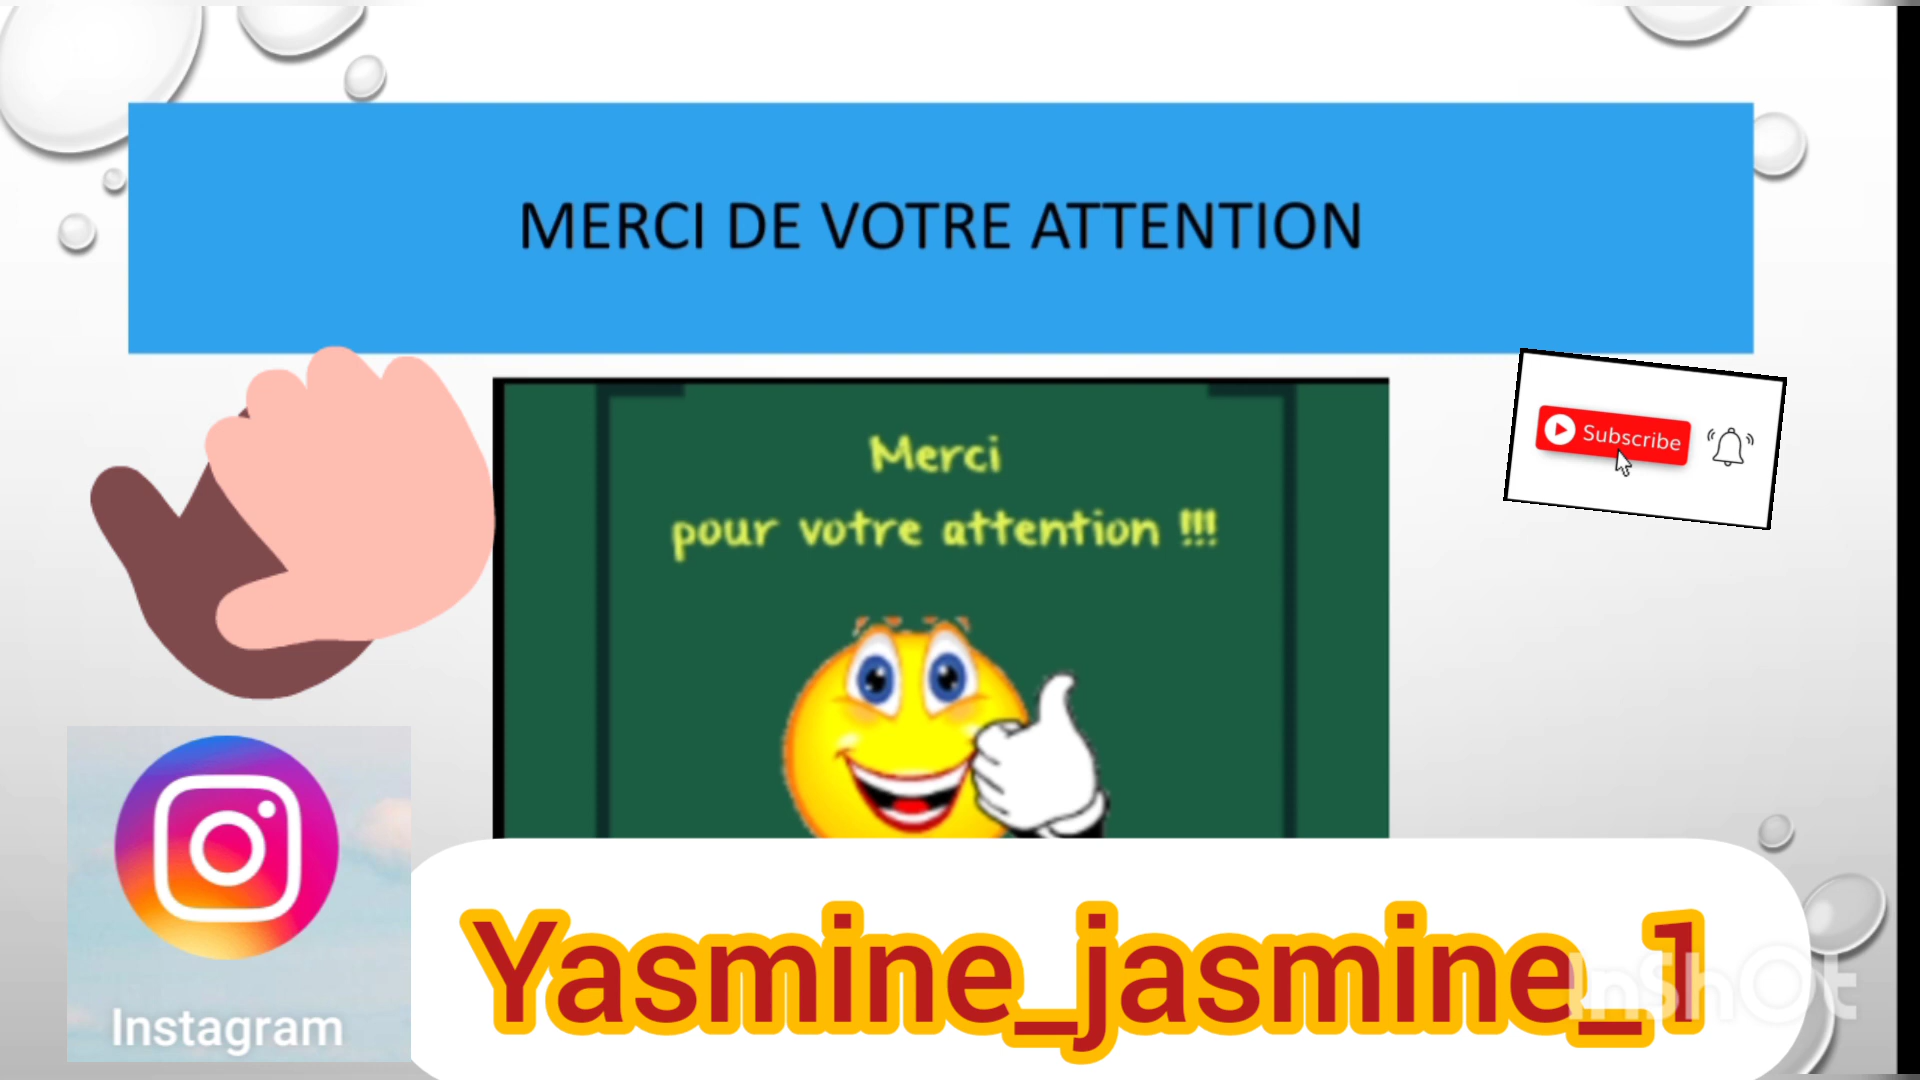 MERCI DE VOTRE ATTENTION
Merci
pour votre attention !!!
Subscribe
Instagram
Yasmine_jasmine_1
InShOt